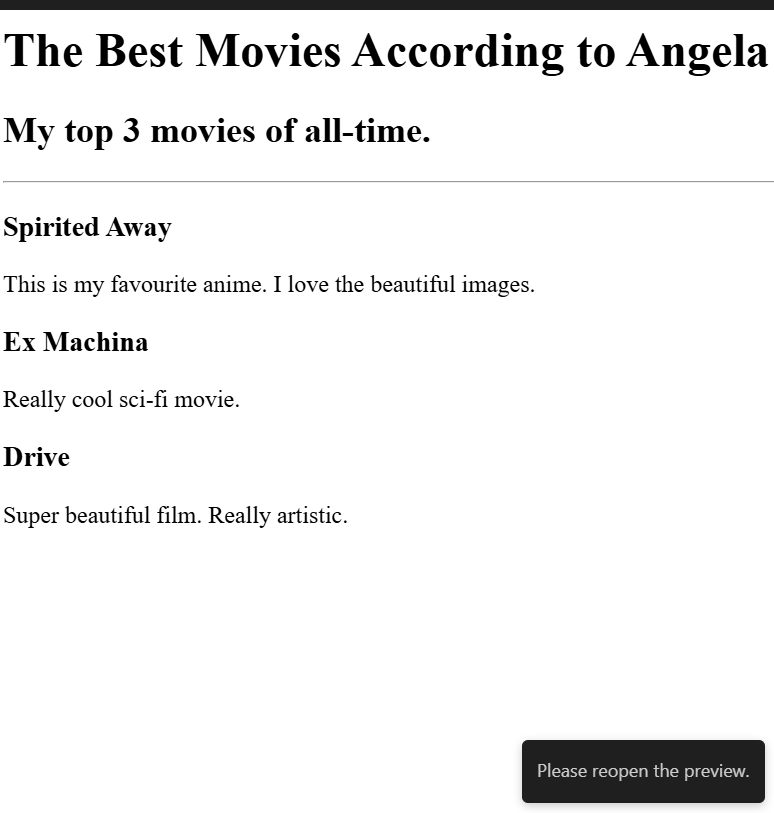 The Best Movies According to Angela
My top 3 movies of all-time.
Spirited Away
This is my favourite anime. I love the beautiful images.
Ex Machina
Really cool sci-fi movie.
Drive
Super beautiful film. Really artistic.
Please reopen the preview.